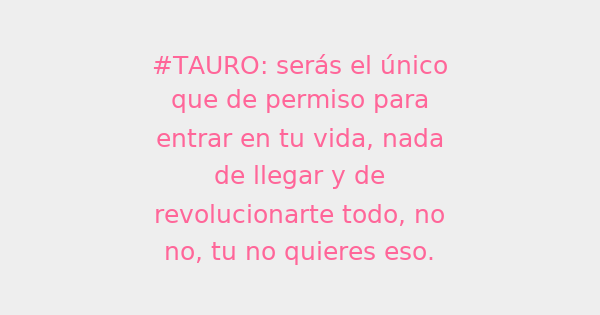 #TAURO: serás el único
que de permiso para
entrar en tu vida, nada
de llegar y de
revolucionarte todo, no
no, tu no quieres eso.